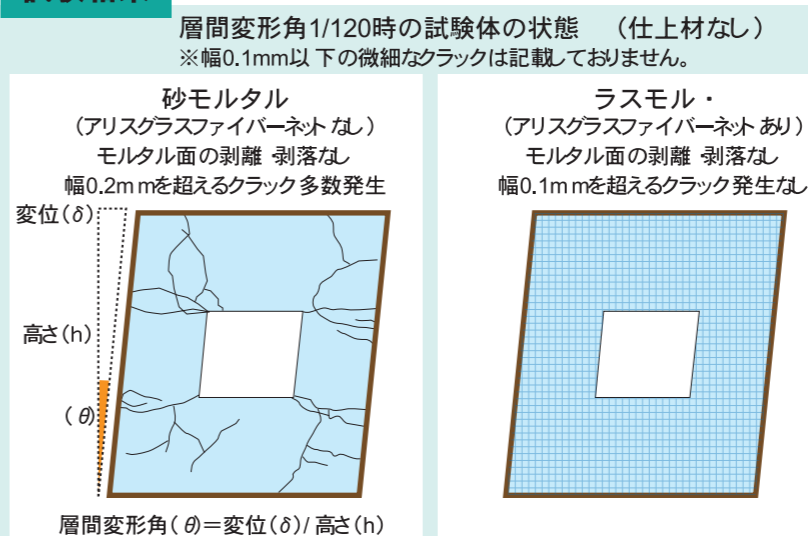 層間変形角1/120時の試験体の状態 (仕上材なし)
※幅0.1mm以下の微細なクラックは記載しておりません。
砂モルタル
(アリスグラスファイバーネットなし)
モルタル面の剥離・剥落なし
幅0.2mmを超えるクラック多数発生
変位(δ)
高さ(h)
(θ)
層間変形角(θ)=変位(δ)/高さ(h)
ラスモル・
(アリスグラスファイバーネットあり)
モルタル面の剥離・剥落なし
幅0.1mmを超えるクラック発生なし